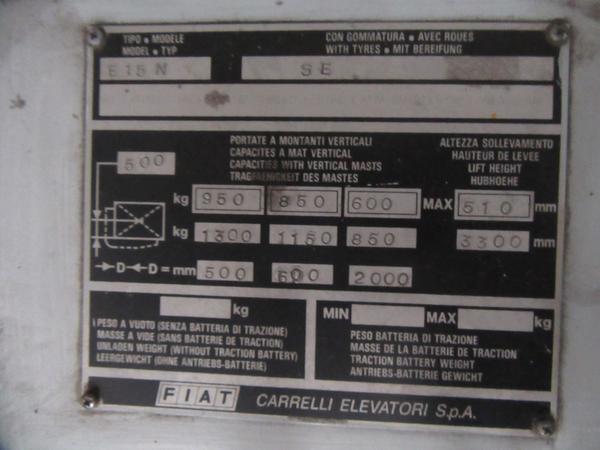 TIPO • MODELE
MODEL • TYP
E15N
CON GOMMATURA • AVEC ROUES
WITH TYRES • MIT BEREIFUNG
SE
PORTATE A MONTANTI VERTICALI
CAPACITES A MAT VERTICAL
CAPACITIES WITH VERTICAL MASTS
TRAGFAEHIGKEIT DES MASTES
ALTEZZA SOLLEVAMENTO
HAUTEUR DE LEVEE
LIFT HEIGHT
HUBHOEHE
500
kg 950 850 600 MAX 510 mm
kg 1300 1150 850 3300 mm
D D = mm 500 600 2000
kg
PESO A VUOTO (SENZA BATTERIA DI TRAZIONE)
MASSE A VIDE (SANS BATTERIE DE TRACTION)
UNLADEN WEIGHT (WITHOUT TRACTION BATTERY)
LEERGEWICHT (OHNE ANTRIEBS-BATTERIE)
MIN MAX kg
PESO BATTERIA DI TRAZIONE
MASSE DE LA BATTERIE DE TRACTION
TRACTION BATTERY WEIGHT
ANTRIEBS-BATTERIE GEWICHT
FIAT CARRELLI ELEVATORI S.p.A.